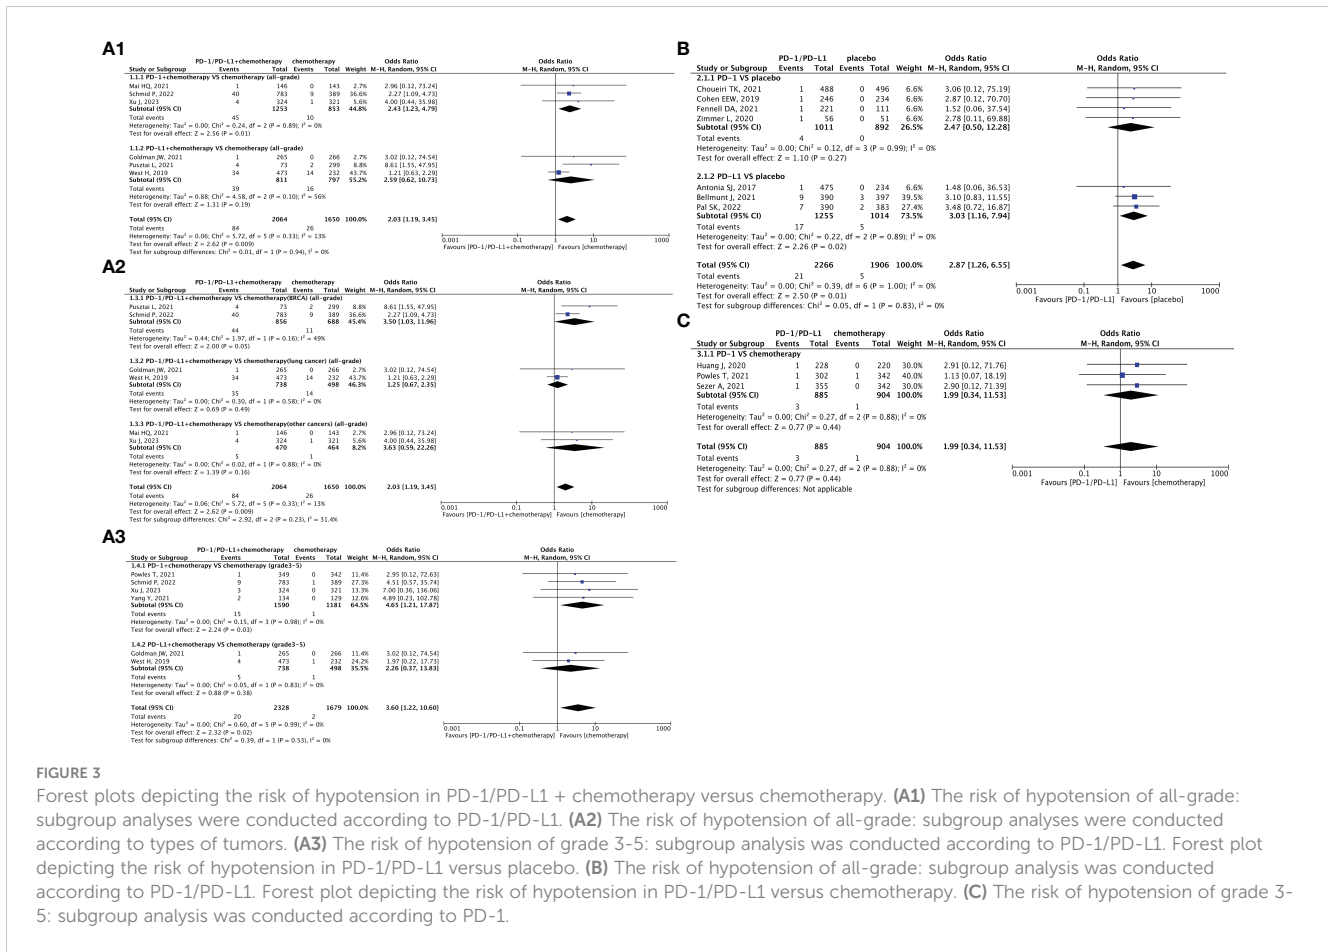 A1
PD-1/PD-L1+chemotherapy chemotherapy Odds Ratio Odds Ratio
Study or Subgroup Events Total Events Total Weight M-H, Random, 95% CI M-H, Random, 95% CI
1.1.1 PD-1+chemotherapy VS chemotherapy (all-grade)
Mai HQ, 2021 1 146 0 143 2.7% 2.96 [0.12, 73.24]
Schmid P, 2022 40 783 9 389 36.6% 2.27 [1.09, 4.73]
Xu J, 2023 4 324 1 321 5.6% 4.00 [0.44, 35.98]
Subtotal (95% CI) 1253 853 44.8% 2.43 [1.23, 4.79]
Total events 45 10
Heterogeneity: Tau² = 0.00; Chi² = 0.24, df = 2 (P = 0.89); I² = 0%
Test for overall effect: Z = 2.56 (P = 0.01)
1.1.2 PD-L1+chemotherapy VS chemotherapy (all-grade)
Goldman JW, 2021 1 265 0 266 2.7% 3.02 [0.12, 74.54]
Pusztai L, 2021 4 73 2 299 8.8% 8.61 [1.55, 47.95]
West H, 2019 34 473 14 232 43.7% 1.21 [0.63, 2.29]
Subtotal (95% CI) 811 797 55.2% 2.59 [0.62, 10.73]
Total events 39 16
Heterogeneity: Tau² = 0.88; Chi² = 4.58, df = 2 (P = 0.10); I² = 56%
Test for overall effect: Z = 1.31 (P = 0.19)
Total (95% CI) 2064 1650 100.0% 2.03 [1.19, 3.45]
Total events 84 26
Heterogeneity: Tau² = 0.06; Chi² = 5.72, df = 5 (P = 0.33); I² = 13%
Test for overall effect: Z = 2.62 (P = 0.009)
Test for subgroup differences: Chi² = 0.01, df = 1 (P = 0.94), I² = 0%
0.001 0.1 1 10 1000
Favours [PD-1/PD-L1+chemotherapy] Favours [chemotherapy]
A2
PD-1/PD-L1+chemotherapy chemotherapy Odds Ratio Odds Ratio
Study or Subgroup Events Total Events Total Weight M-H, Random, 95% CI M-H, Random, 95% CI
1.3.1 PD-1/PD-L1+chemotherapy VS chemotherapy(BRCA) (all-grade)
Pusztai L, 2021 4 73 2 299 8.8% 8.61 [1.55, 47.95]
Schmid P, 2022 40 783 9 389 36.6% 2.27 [1.09, 4.73]
Subtotal (95% CI) 856 688 45.4% 3.50 [1.03, 11.96]
Total events 44 11
Heterogeneity: Tau² = 0.44; Chi² = 1.97, df = 1 (P = 0.16); I² = 49%
Test for overall effect: Z = 2.00 (P = 0.05)
1.3.2 PD-1/PD-L1+chemotherapy VS chemotherapy(lung cancer) (all-grade)
Goldman JW, 2021 1 265 0 266 2.7% 3.02 [0.12, 74.54]
West H, 2019 34 473 14 232 43.7% 1.21 [0.63, 2.29]
Subtotal (95% CI) 738 498 46.4% 1.25 [0.67, 2.35]
Total events 35 14
Heterogeneity: Tau² = 0.00; Chi² = 0.30, df = 1 (P = 0.58); I² = 0%
Test for overall effect: Z = 0.69 (P = 0.49)
1.3.3 PD-1/PD-L1+chemotherapy VS chemotherapy(other cancers) (all-grade)
Mai HQ, 2021 1 146 0 143 2.7% 2.96 [0.12, 73.24]
Xu J, 2023 4 324 1 321 5.6% 4.00 [0.44, 35.98]
Subtotal (95% CI) 470 464 8.2% 3.63 [0.59, 22.26]
Total events 5 1
Heterogeneity: Tau² = 0.00; Chi² = 0.02, df = 1 (P = 0.88); I² = 0%
Test for overall effect: Z = 1.39 (P = 0.16)
Total (95% CI) 2064 1650 100.0% 2.03 [1.19, 3.45]
Total events 84 26
Heterogeneity: Tau² = 0.06; Chi² = 5.72, df = 5 (P = 0.33); I² = 13%
Test for overall effect: Z = 2.62 (P = 0.009)
Test for subgroup differences: Chi² = 2.92, df = 2 (P = 0.23), I² = 31.4%
0.001 0.1 1 10 1000
Favours [PD-1/PD-L1+chemotherapy] Favours [chemotherapy]
A3
PD-1/PD-L1+chemotherapy chemotherapy Odds Ratio Odds Ratio
Study or Subgroup Events Total Events Total Weight M-H, Random, 95% CI M-H, Random, 95% CI
1.4.1 PD-1+chemotherapy VS chemotherapy (grade3-5)
Powles T, 2021 1 349 0 342 11.4% 2.95 [0.12, 72.63]
Schmid P, 2022 9 783 1 389 27.3% 4.51 [0.57, 35.74]
Xu J, 2023 3 324 0 321 13.3% 7.00 [0.36, 136.06]
Yang Y, 2021 2 134 0 129 12.6% 4.89 [0.23, 102.78]
Subtotal (95% CI) 1590 1181 64.5% 4.65 [1.21, 17.87]
Total events 15 1
Heterogeneity: Tau² = 0.00; Chi² = 0.15, df = 3 (P = 0.98); I² = 0%
Test for overall effect: Z = 2.24 (P = 0.03)
1.4.2 PD-L1+chemotherapy VS chemotherapy (grade3-5)
Goldman JW, 2021 1 265 0 266 11.4% 3.02 [0.12, 74.54]
West H, 2019 4 473 1 232 24.2% 1.97 [0.22, 17.73]
Subtotal (95% CI) 738 498 35.5% 2.26 [0.37, 13.83]
Total events 5 1
Heterogeneity: Tau² = 0.00; Chi² = 0.05, df = 1 (P = 0.83); I² = 0%
Test for overall effect: Z = 0.88 (P = 0.38)
Total (95% CI) 2328 1679 100.0% 3.60 [1.22, 10.60]
Total events 20 2
Heterogeneity: Tau² = 0.00; Chi² = 0.60, df = 5 (P = 0.99); I² = 0%
Test for overall effect: Z = 2.32 (P = 0.02)
Test for subgroup differences: Chi² = 0.39, df = 1 (P = 0.53), I² = 0%
0.001 0.1 1 10 1000
Favours [PD-1/PD-L1+chemotherapy] Favours [chemotherapy]
B
PD-1/PD-L1 placebo Odds Ratio Odds Ratio
Study or Subgroup Events Total Events Total Weight M-H, Random, 95% CI M-H, Random, 95% CI
2.1.1 PD-1 VS placebo
Choueiri TK, 2021 1 488 0 496 6.6% 3.06 [0.12, 75.19]
Cohen EEW, 2019 1 246 0 234 6.6% 2.87 [0.12, 70.70]
Fennell DA, 2021 1 221 0 111 6.6% 1.52 [0.06, 37.54]
Zimmer L, 2020 1 56 0 51 6.6% 2.78 [0.11, 69.88]
Subtotal (95% CI) 1011 892 26.5% 2.47 [0.50, 12.28]
Total events 4 0
Heterogeneity: Tau² = 0.00; Chi² = 0.12, df = 3 (P = 0.99); I² = 0%
Test for overall effect: Z = 1.10 (P = 0.27)
2.1.2 PD-L1 VS placebo
Antonia SJ, 2017 1 475 0 234 6.6% 1.48 [0.06, 36.53]
Bellmunt J, 2021 9 390 3 397 39.5% 3.10 [0.83, 11.55]
Pal SK, 2022 7 390 2 383 27.4% 3.48 [0.72, 16.87]
Subtotal (95% CI) 1255 1014 73.5% 3.03 [1.16, 7.94]
Total events 17 5
Heterogeneity: Tau² = 0.00; Chi² = 0.22, df = 2 (P = 0.89); I² = 0%
Test for overall effect: Z = 2.26 (P = 0.02)
Total (95% CI) 2266 1906 100.0% 2.87 [1.26, 6.55]
Total events 21 5
Heterogeneity: Tau² = 0.00; Chi² = 0.39, df = 6 (P = 1.00); I² = 0%
Test for overall effect: Z = 2.50 (P = 0.01)
Test for subgroup differences: Chi² = 0.05, df = 1 (P = 0.83), I² = 0%
0.001 0.1 1 10 1000
Favours [PD-1/PD-L1] Favours [placebo]
C
PD-1/PD-L1 chemotherapy Odds Ratio Odds Ratio
Study or Subgroup Events Total Events Total Weight M-H, Random, 95% CI M-H, Random, 95% CI
3.1.1 PD-1 VS chemotherapy
Huang J, 2020 1 228 0 220 30.0% 2.91 [0.12, 71.76]
Powles T, 2021 1 302 1 342 40.0% 1.13 [0.07, 18.19]
Sezer A, 2021 1 355 0 342 30.0% 2.90 [0.12, 71.39]
Subtotal (95% CI) 885 904 100.0% 1.99 [0.34, 11.53]
Total events 3 1
Heterogeneity: Tau² = 0.00; Chi² = 0.27, df = 2 (P = 0.88); I² = 0%
Test for overall effect: Z = 0.77 (P = 0.44)
Total (95% CI) 885 904 100.0% 1.99 [0.34, 11.53]
Total events 3 1
Heterogeneity: Tau² = 0.00; Chi² = 0.27, df = 2 (P = 0.88); I² = 0%
Test for overall effect: Z = 0.77 (P = 0.44)
Test for subgroup differences: Not applicable
0.001 0.1 1 10 1000
Favours [PD-1/PD-L1] Favours [chemotherapy]
FIGURE 3
Forest plots depicting the risk of hypotension in PD-1/PD-L1 + chemotherapy versus chemotherapy. (A1) The risk of hypotension of all-grade:
subgroup analyses were conducted according to PD-1/PD-L1. (A2) The risk of hypotension of all-grade: subgroup analyses were conducted
according to types of tumors. (A3) The risk of hypotension of grade 3-5: subgroup analysis was conducted according to PD-1/PD-L1. Forest plot
depicting the risk of hypotension in PD-1/PD-L1 versus placebo. (B) The risk of hypotension of all-grade: subgroup analysis was conducted
according to PD-1/PD-L1. Forest plot depicting the risk of hypotension in PD-1/PD-L1 versus chemotherapy. (C) The risk of hypotension of grade 3-
5: subgroup analysis was conducted according to PD-1.